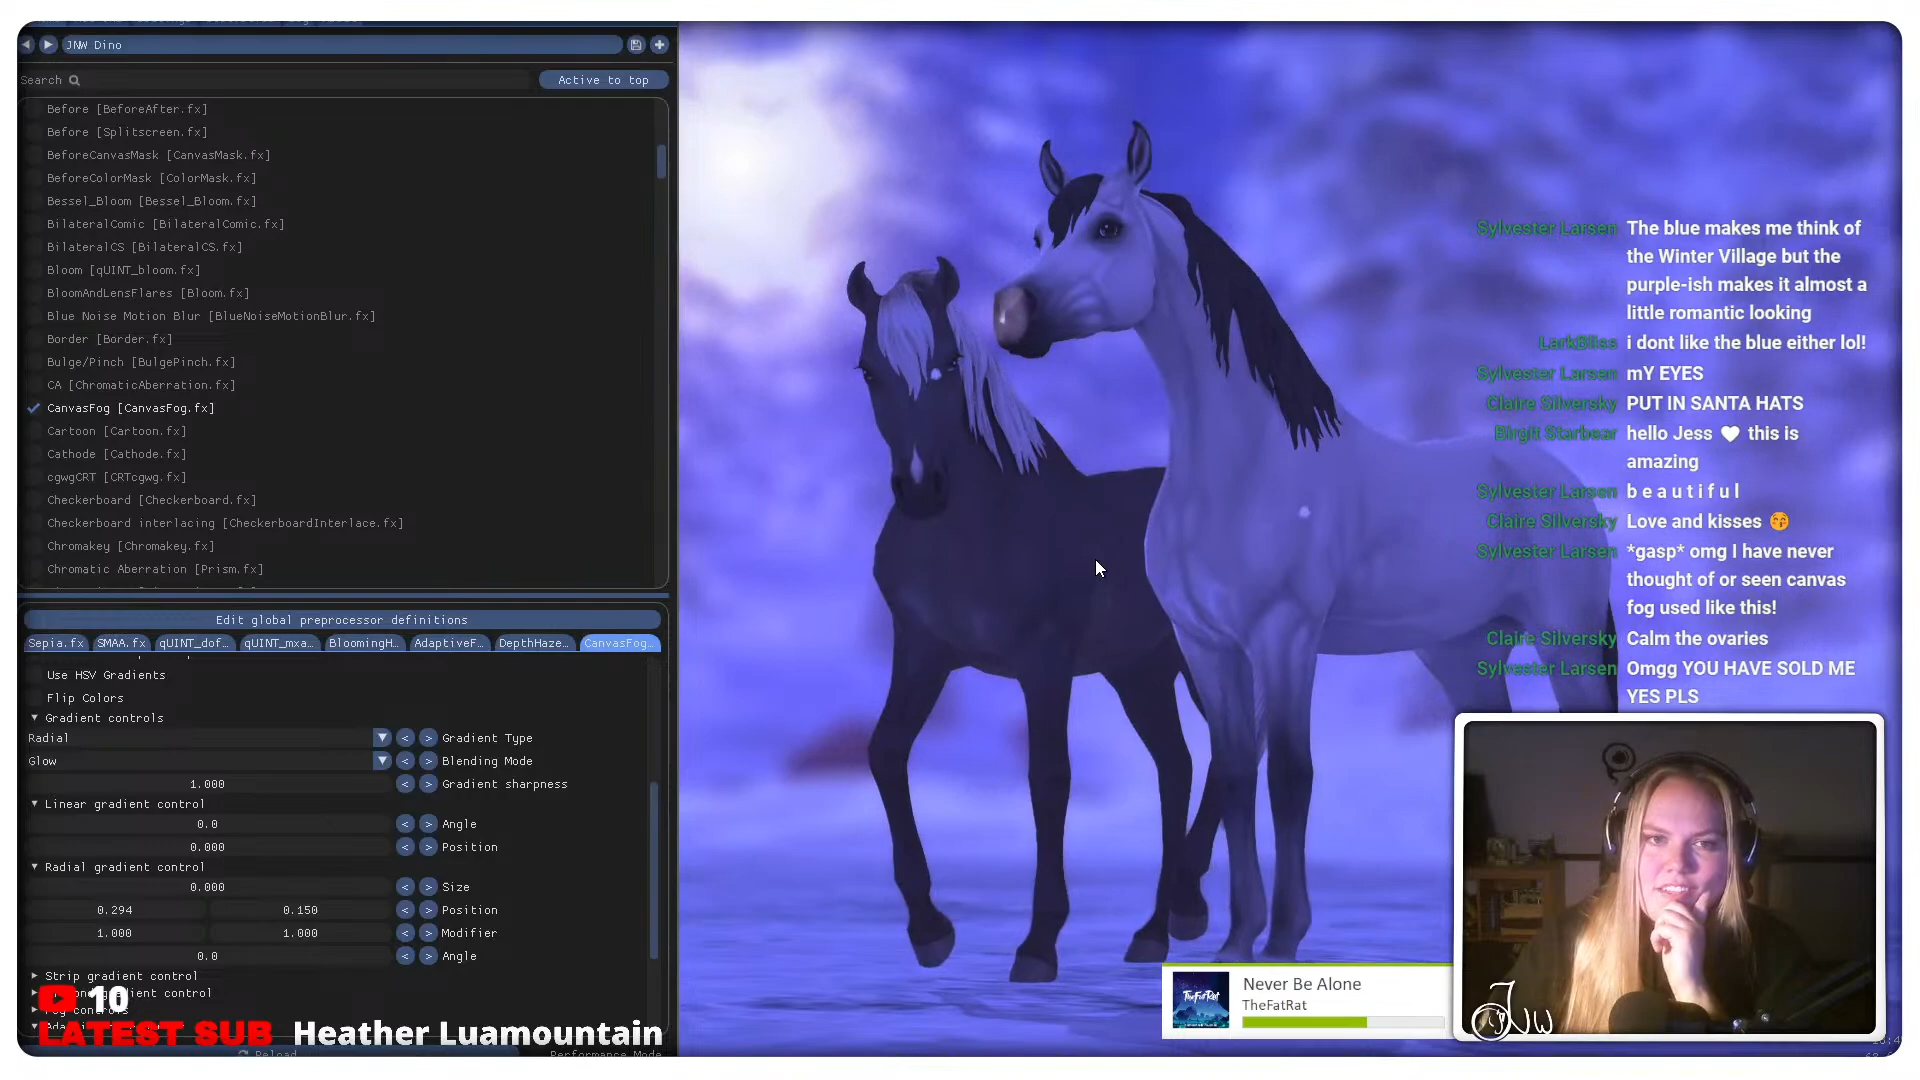 JNW Dino
Search
Active to top
Before [BeforeAfter.fx]
Before [Splitscreen.fx]
BeforeCanvasMask [CanvasMask.fx]
BeforeColorMask [ColorMask.fx]
Bessel_Bloom [Bessel_Bloom.fx]
BilateralComic [BilateralComic.fx]
BilateralCS [BilateralCS.fx]
Bloom [qUINT_bloom.fx]
BloomAndLensFlares [Bloom.fx]
Blue Noise Motion Blur [BlueNoiseMotionBlur.fx]
Border [Border.fx]
Bulge/Pinch [BulgePinch.fx]
CA [ChromaticAberration.fx]
CanvasFog [CanvasFog.fx]
Cartoon [Cartoon.fx]
Cathode [Cathode.fx]
cgwgCRT [CRTcgwg.fx]
Checkerboard [Checkerboard.fx]
Checkerboard interlacing [CheckerboardInterlace.fx]
Chromakey [Chromakey.fx]
Chromatic Aberration [Prism.fx]
Edit global preprocessor definitions
Sepia.fx SMAA.fx qUINT_dof... qUINT_mxa... BloomingH... AdaptiveF... DepthHaze... CanvasFog...
Use HSV Gradients
Flip Colors
Gradient controls
Radial < > Gradient Type
Glow < > Blending Mode
1.000 < > Gradient sharpness
Linear gradient control
0.0 < > Angle
0.000 < > Position
Radial gradient control
0.000 < > Size
0.294 0.150 < > Position
1.000 1.000 < > Modifier
0.0 < > Angle
Strip gradient control
10
LATEST SUB Heather Luamountain
Reload Performance Mode
Sylvester Larsen The blue makes me think of
the Winter Village but the
purple-ish makes it almost a
little romantic looking
LarkBliss i dont like the blue either lol!
Sylvester Larsen mY EYES
Claire Silversky PUT IN SANTA HATS
Birgit Starbear hello Jess 🤍 this is
amazing
Sylvester Larsen b e a u t i f u l
Claire Silversky Love and kisses 😚
Sylvester Larsen *gasp* omg I have never
thought of or seen canvas
fog used like this!
Claire Silversky Calm the ovaries
Sylvester Larsen Omgg YOU HAVE SOLD ME
YES PLS
TheFatRat
Never Be Alone
TheFatRat
JNW